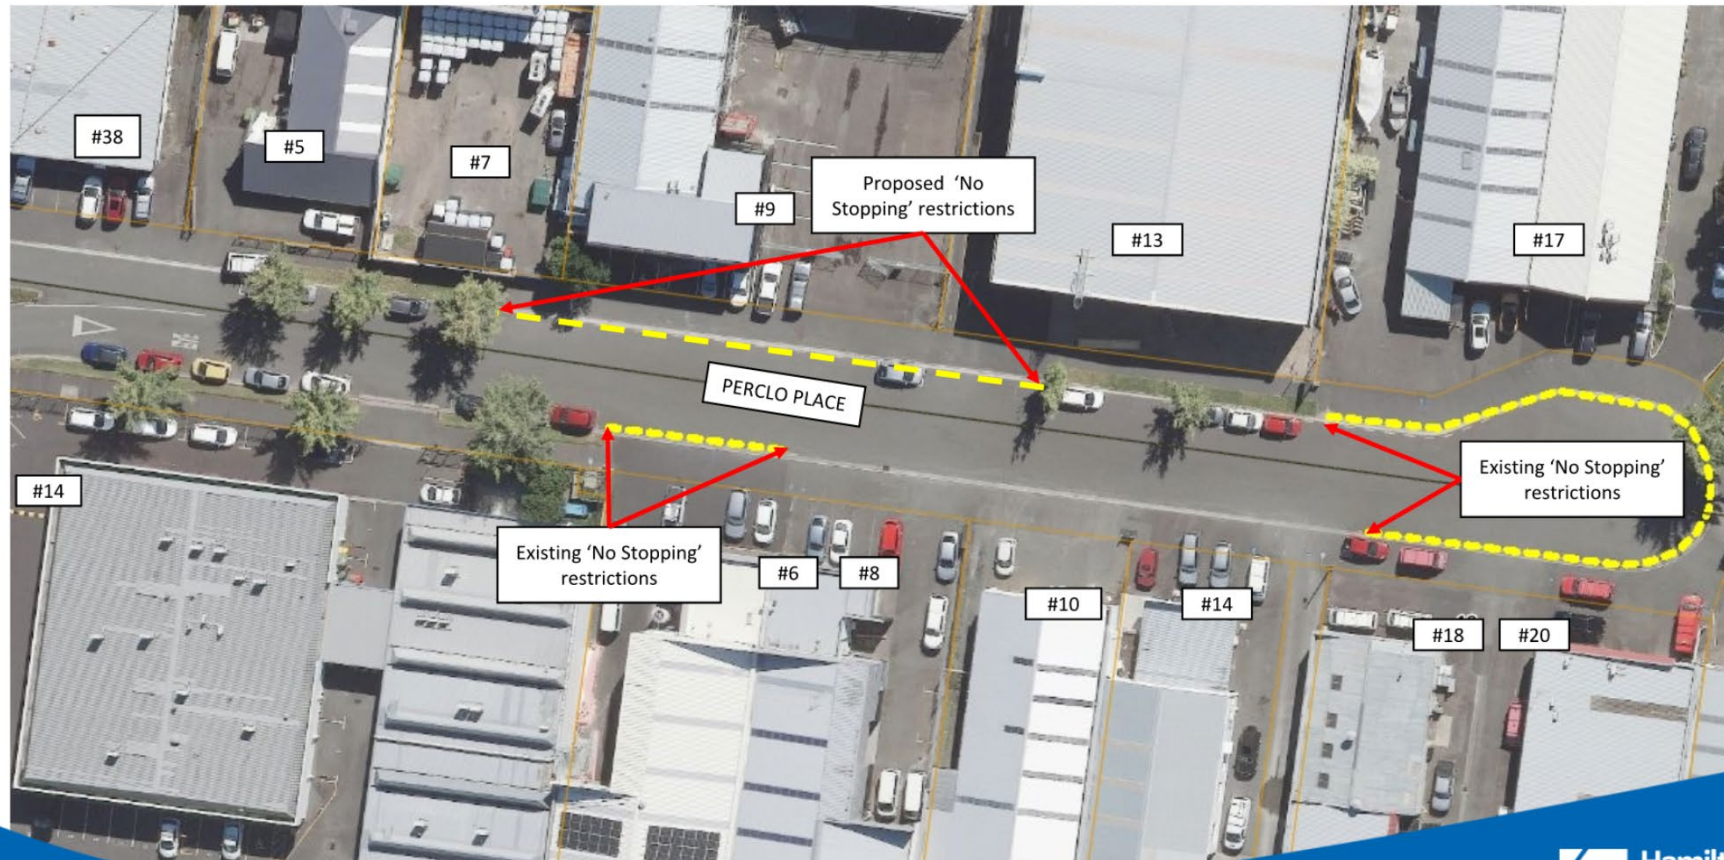 #38
#5
#7
#9
Proposed ‘No
Stopping’ restrictions
#13
#17
PERCLO PLACE
#14
Existing ‘No Stopping’
restrictions
Existing ‘No Stopping’
restrictions
#6
#8
#10
#14
#18
#20